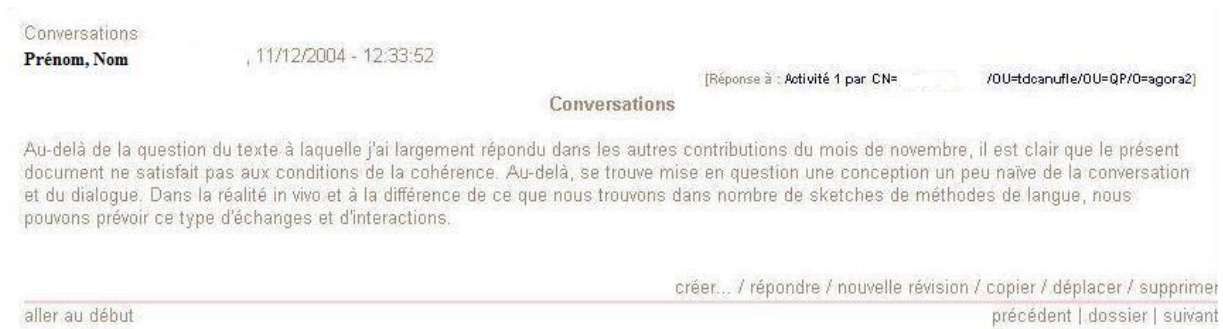 Conversations
Prénom, Nom , 11/12/2004 - 12:33:52
[Réponse à : Activité 1 par CN= /OU=tdcanufle/OU=QP/O=agora2]
Conversations
Au-delà de la question du texte à laquelle j'ai largement répondu dans les autres contributions du mois de novembre, il est clair que le présent
document ne satisfait pas aux conditions de la cohérence. Au-delà, se trouve mise en question une conception un peu naïve de la conversation
et du dialogue. Dans la réalité in vivo et à la différence de ce que nous trouvons dans nombre de sketches de méthodes de langue, nous
pouvons prévoir ce type d'échanges et d'interactions.
créer... / répondre / nouvelle révision / copier / déplacer / supprimer
aller au début précédent | dossier | suivant